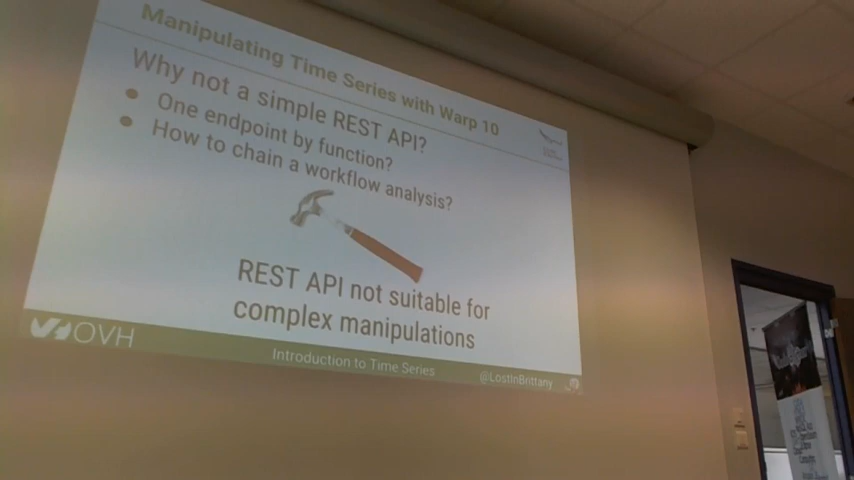 Manipulating Time Series with Warp 10
Why not a simple REST API?
One endpoint by function?
How to chain a workflow analysis?
REST API not suitable for
complex manipulations
OVH
Introduction to Time Series
@LostInBrittany